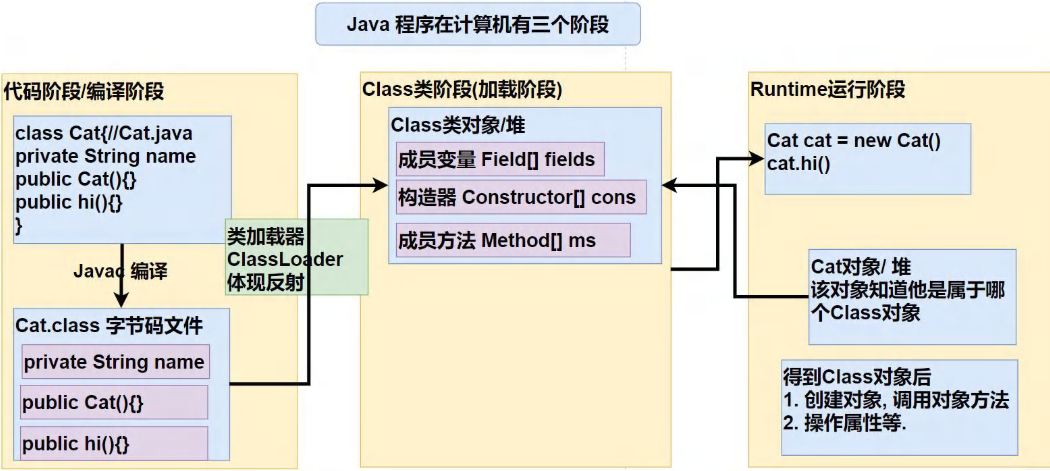 Java 程序在计算机有三个阶段
代码阶段/编译阶段
class Cat{//Cat.java
private String name
public Cat(){}
public hi(){}
}
Javac 编译
Cat.class 字节码文件
private String name
public Cat(){}
public hi(){}
类加载器
ClassLoader
体现反射
Class类阶段(加载阶段)
Class类对象/堆
成员变量 Field[] fields
构造器 Constructor[] cons
成员方法 Method[] ms
Runtime运行阶段
Cat cat = new Cat()
cat.hi()
Cat对象/ 堆
该对象知道他是属于哪
个Class对象
得到Class对象后
1. 创建对象, 调用对象方法
2. 操作属性等.